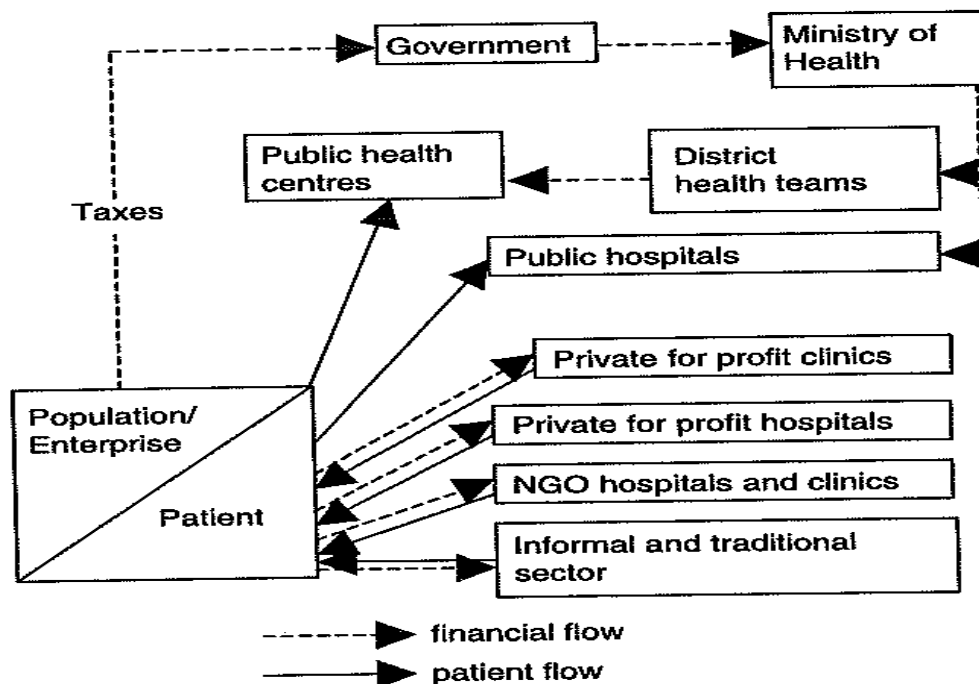 Government
Ministry of
Health
Public health
centres
District
health teams
Taxes
Public hospitals
Private for profit clinics
Population/
Enterprise
Private for profit hospitals
NGO hospitals and clinics
Patient
Informal and traditional
sector
financial flow
patient flow